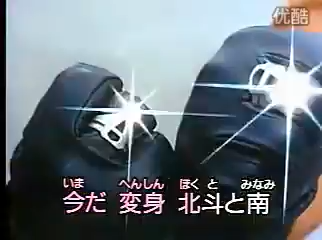 优酷
いま へんしん ほくと みなみ
今だ 変身 北斗と南